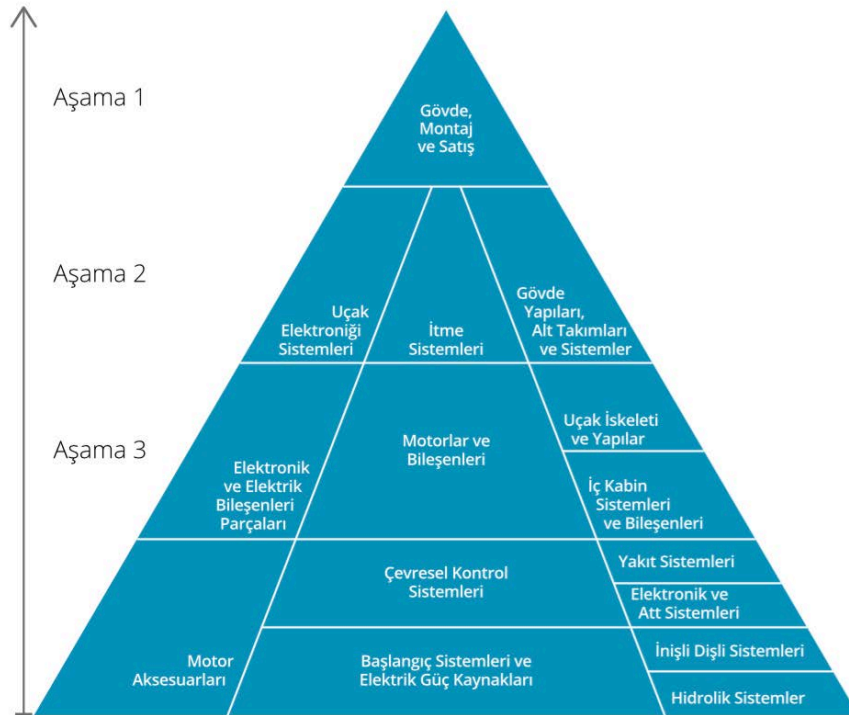 Aşama 1
Gövde,
Montaj
ve Satış
Aşama 2
Uçak
Elektroniği
Sistemleri
İtme
Sistemleri
Gövde
Yapıları,
Alt Takımları
ve Sistemler
Aşama 3
Elektronik
ve Elektrik
Bileşenleri
Parçaları
Motorlar ve
Bileşenleri
Uçak İskeleti
ve Yapılar
İç Kabin
Sistemleri
ve Bileşenleri
Motor
Aksesuarları
Çevresel Kontrol
Sistemleri
Başlangıç Sistemleri ve
Elektrik Güç Kaynakları
Yakıt Sistemleri
Elektronik ve
Att Sistemleri
İnişli Dişli Sistemleri
Hidrolik Sistemler